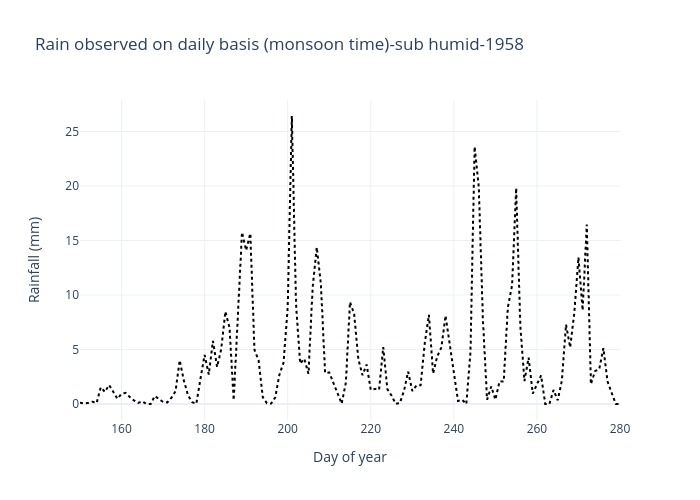 Rain observed on daily basis (monsoon time)-sub humid-1958
Rainfall (mm)
25
20
15
10
5
0
160 180 200 220 240 260 280
Day of year